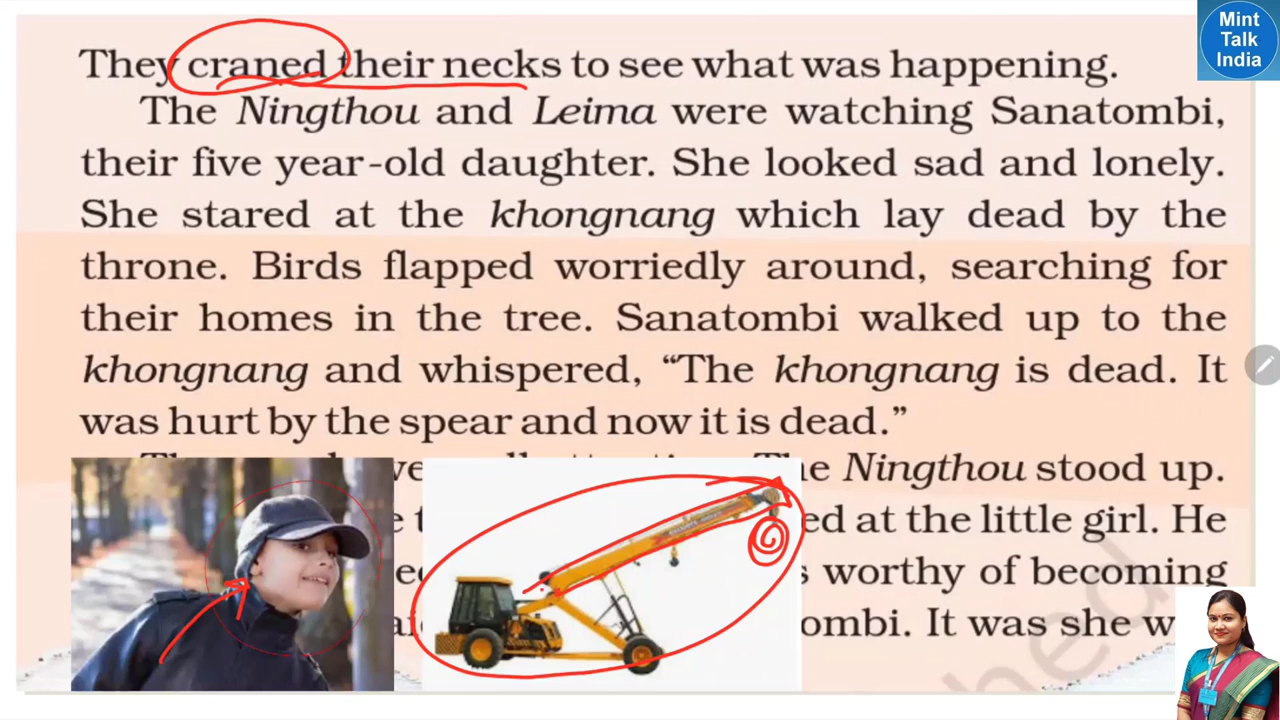 Mint
Talk
India
They craned their necks to see what was happening.
The Ningthou and Leima were watching Sanatombi,
their five year-old daughter. She looked sad and lonely.
She stared at the khongnang which lay dead by the
throne. Birds flapped worriedly around, searching for
their homes in the tree. Sanatombi walked up to the
khongnang and whispered, “The khongnang is dead. It
was hurt by the spear and now it is dead.”
The Ningthou stood up.
at the little girl. He
worthy of becoming
It was she